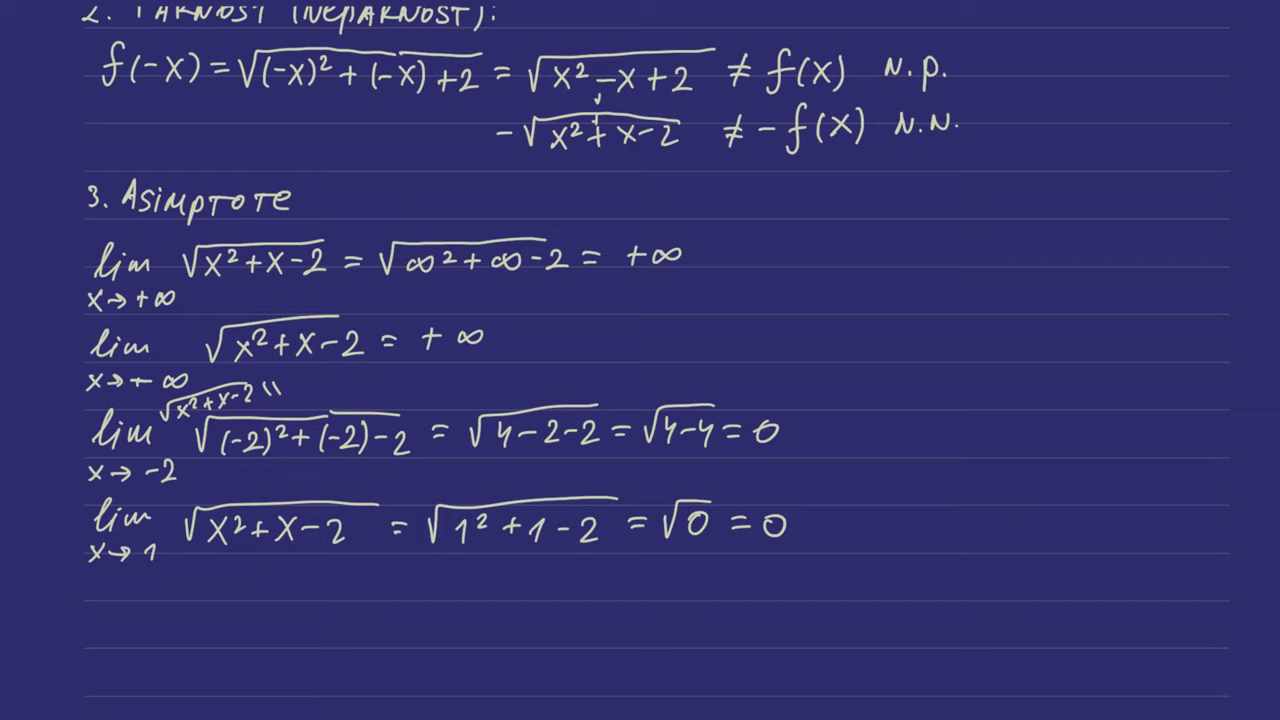 2. PARNOST (NEPARNOST):
f(-x) = √((-x)² + (-x) + 2) = √(x² - x + 2) ≠ f(x) N.P.
-√(x² + x - 2) ≠ - f(x) N.N.
3. ASIMPTOTE
lim √(x² + x - 2) = √(∞² + ∞ - 2) = +∞
x → +∞
lim √(x² + x - 2) = + ∞
x → - ∞
√(x² + x - 2) "
lim √((-2)² + (-2) - 2) = √(4 - 2 - 2) = √(4 - 4) = 0
x → -2
lim √(x² + x - 2) = √(1² + 1 - 2) = √0 = 0
x → 1